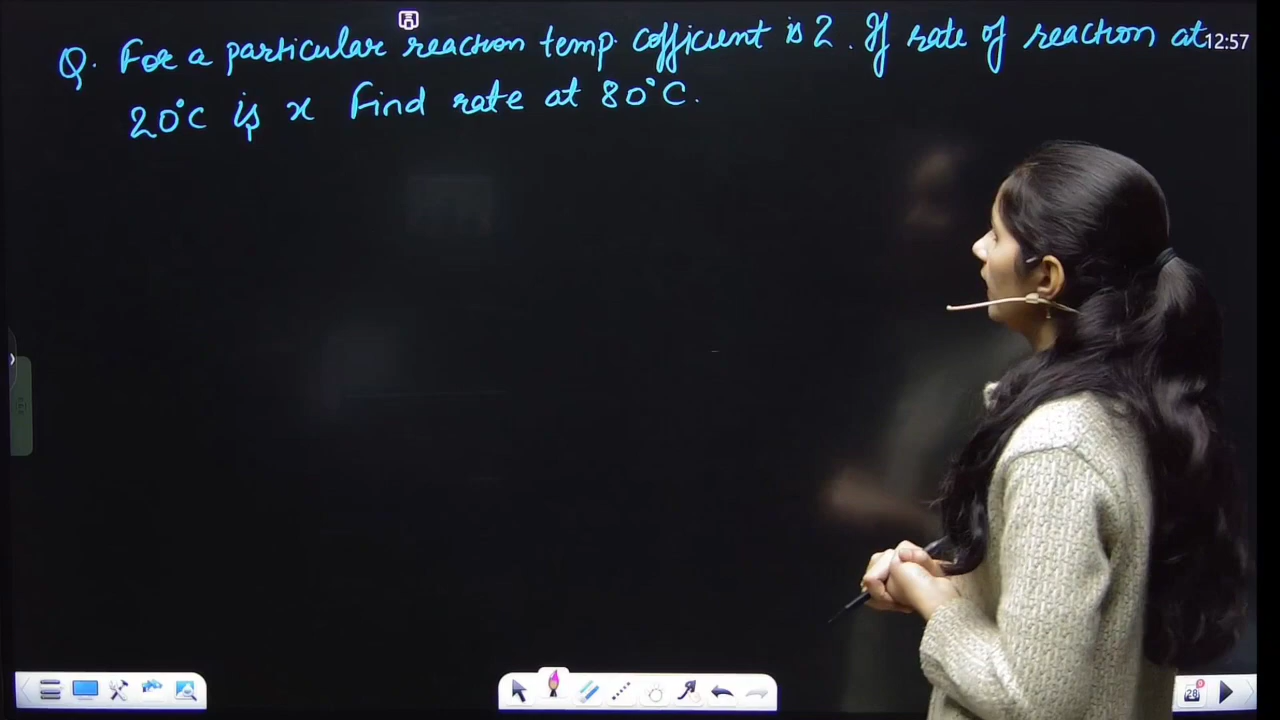 Q. For a particular reaction temp. cofficient is 2. If rate of reaction at
20°C is x Find rate at 80°C.
12:57
28